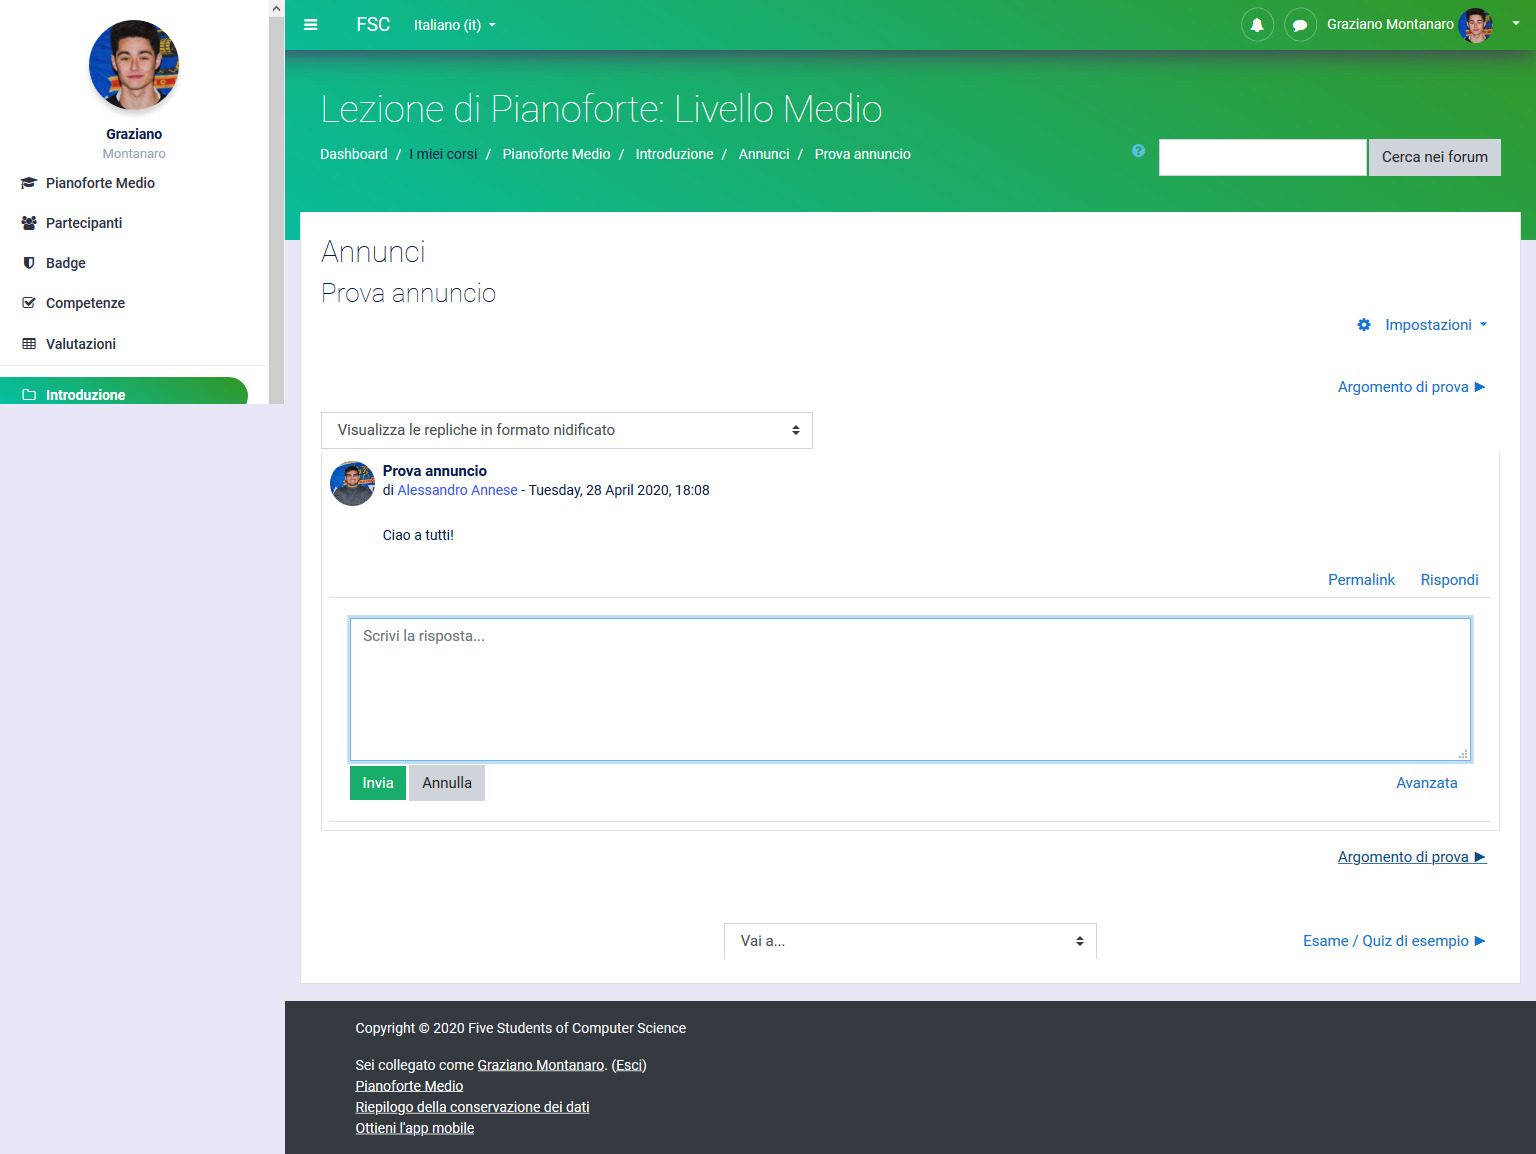 Graziano
Montanaro
Pianoforte Medio
Partecipanti
Badge
Competenze
Valutazioni
Introduzione
FSC
Italiano (it)
Graziano Montanaro
Lezione di Pianoforte: Livello Medio
Dashboard / I miei corsi / Pianoforte Medio / Introduzione / Annunci / Prova annuncio
Cerca nei forum
Annunci
Prova annuncio
Impostazioni
Argomento di prova ►
Visualizza le repliche in formato nidificato
Prova annuncio
di Alessandro Annese - Tuesday, 28 April 2020, 18:08
Ciao a tutti!
Permalink Rispondi
Scrivi la risposta...
Invia Annulla Avanzata
Argomento di prova ►
Vai a...
Esame / Quiz di esempio ►
Copyright © 2020 Five Students of Computer Science
Sei collegato come Graziano Montanaro. (Esci)
Pianoforte Medio
Riepilogo della conservazione dei dati
Ottieni l'app mobile